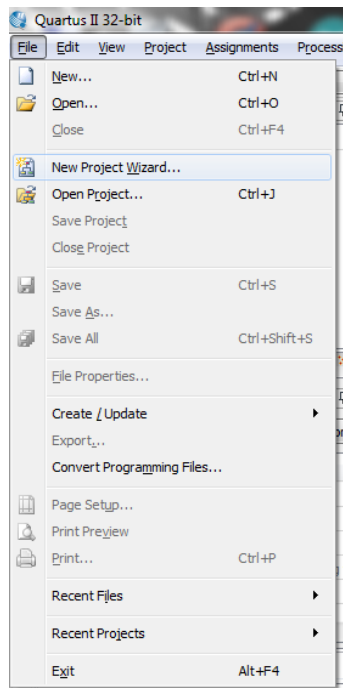 Quartus II 32-bit
File Edit View Project Assignments Process
New... Ctrl+N
Open... Ctrl+O
Close Ctrl+F4
New Project Wizard...
Open Project... Ctrl+J
Save Project
Close Project
Save Ctrl+S
Save As...
Save All Ctrl+Shift+S
File Properties...
Create / Update
Export...
Convert Programming Files...
Page Setup...
Print Preview
Print... Ctrl+P
Recent Files
Recent Projects
Exit Alt+F4